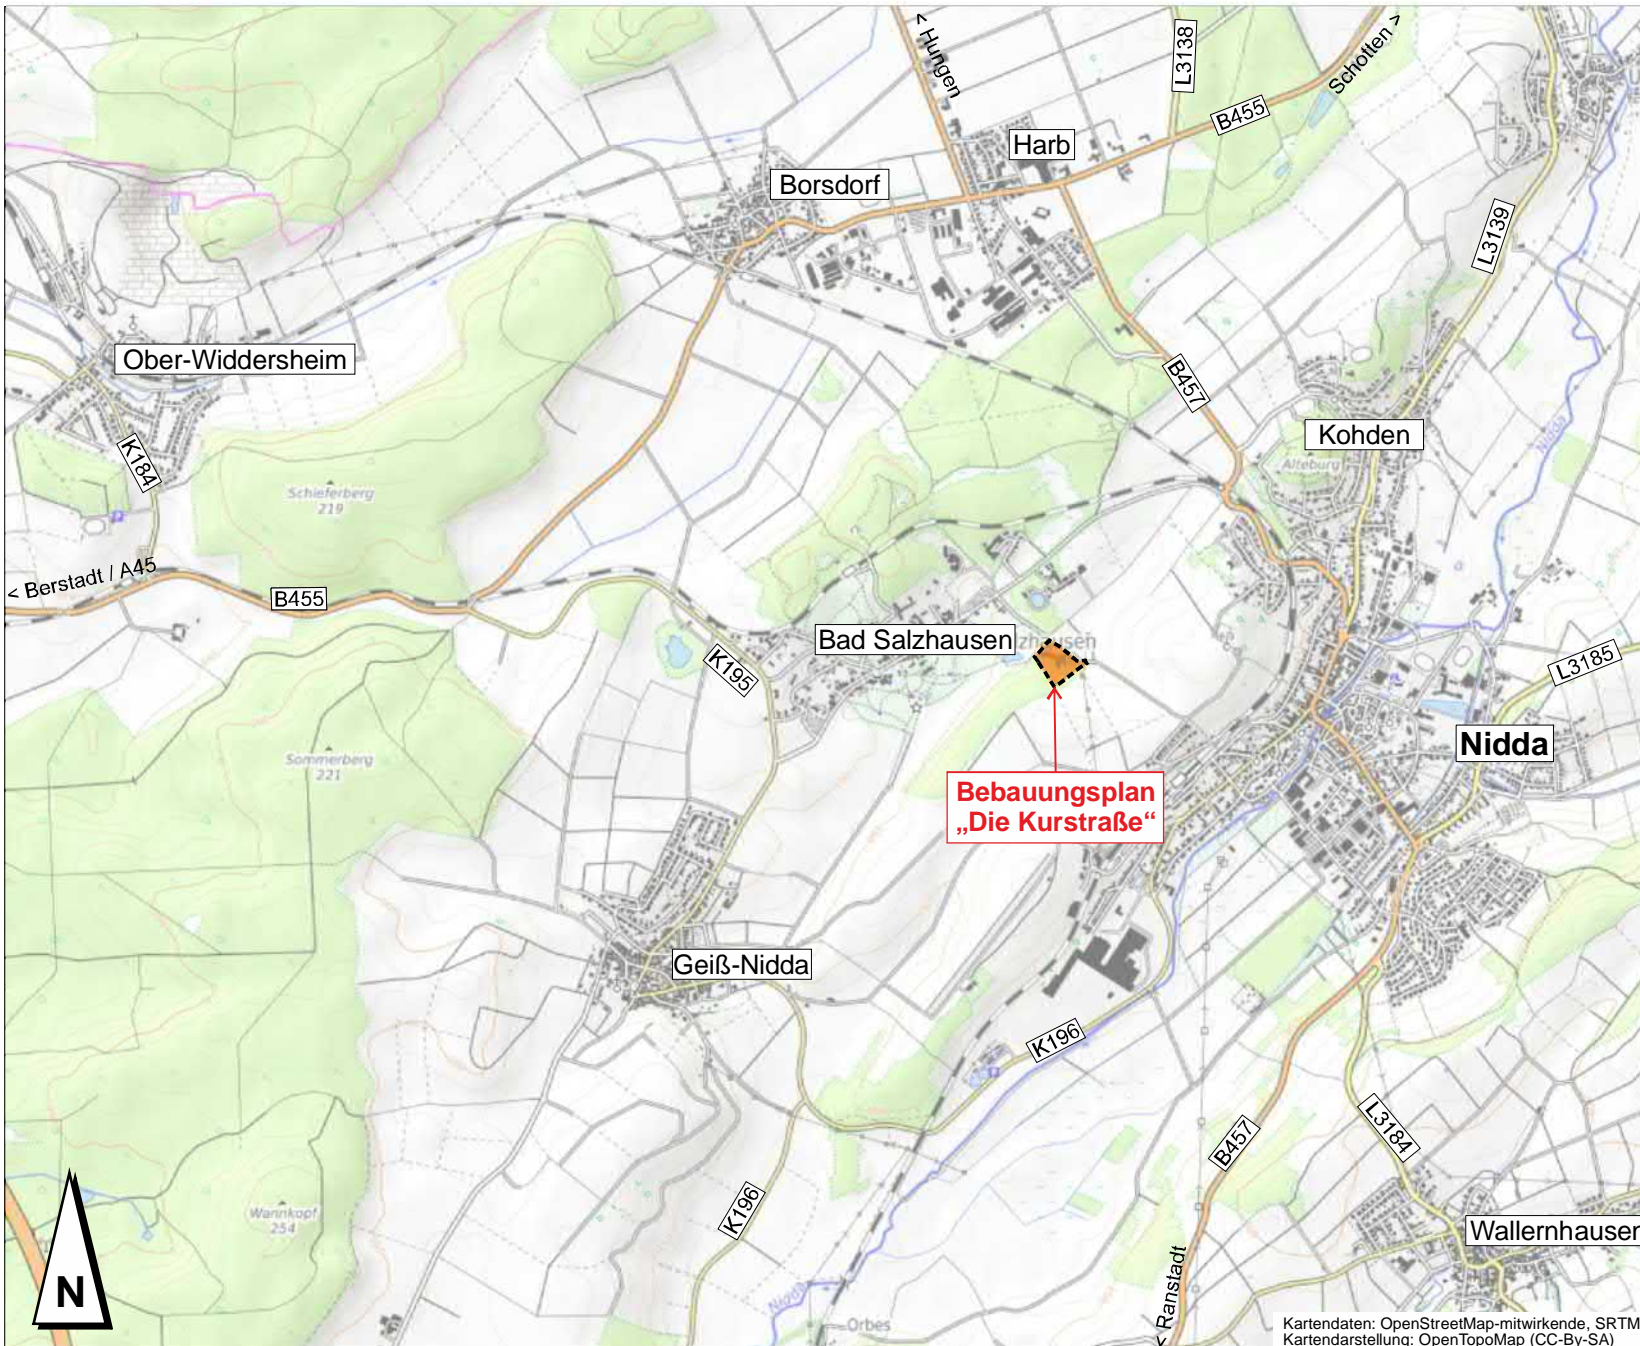 < Hungen
L3138
Schotten >
B455
Harb
Borsdorf
L3139
Ober-Widdersheim
B457
Kohden
Alteburg
Nidda
K184
Schieferberg
219
< Berstadt / A45
B455
Bad Salzhausen
zhausen
K195
L3185
Nidda
Sommerberg
221
Bebauungsplan
„Die Kurstraße“
Geiß-Nidda
K196
L3184
B457
K196
Wannkopf
254
Wallernhausen
N
Nidda
Orbes
< Ranstadt
Kartendaten: OpenStreetMap-mitwirkende, SRTM
Kartendarstellung: OpenTopoMap (CC-By-SA)